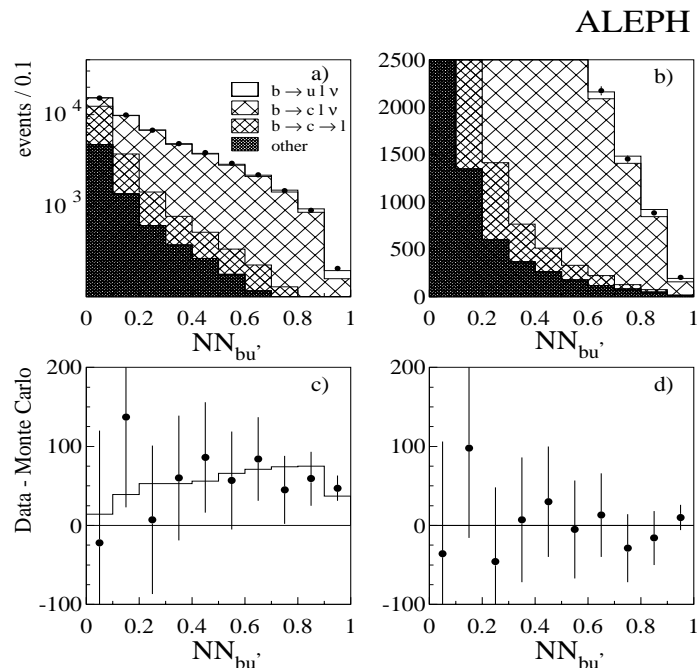 ALEPH
events / 0.1
10^4
10^3
a)
b → u l ν
b → c l ν
b → c → l
other
0
0.2
0.4
0.6
0.8
1
NN_bu’
b)
2500
2000
1500
1000
500
0
0
0.2
0.4
0.6
0.8
1
NN_bu’
Data - Monte Carlo
c)
200
100
0
-100
0
0.2
0.4
0.6
0.8
1
NN_bu’
d)
200
100
0
-100
0
0.2
0.4
0.6
0.8
1
NN_bu’